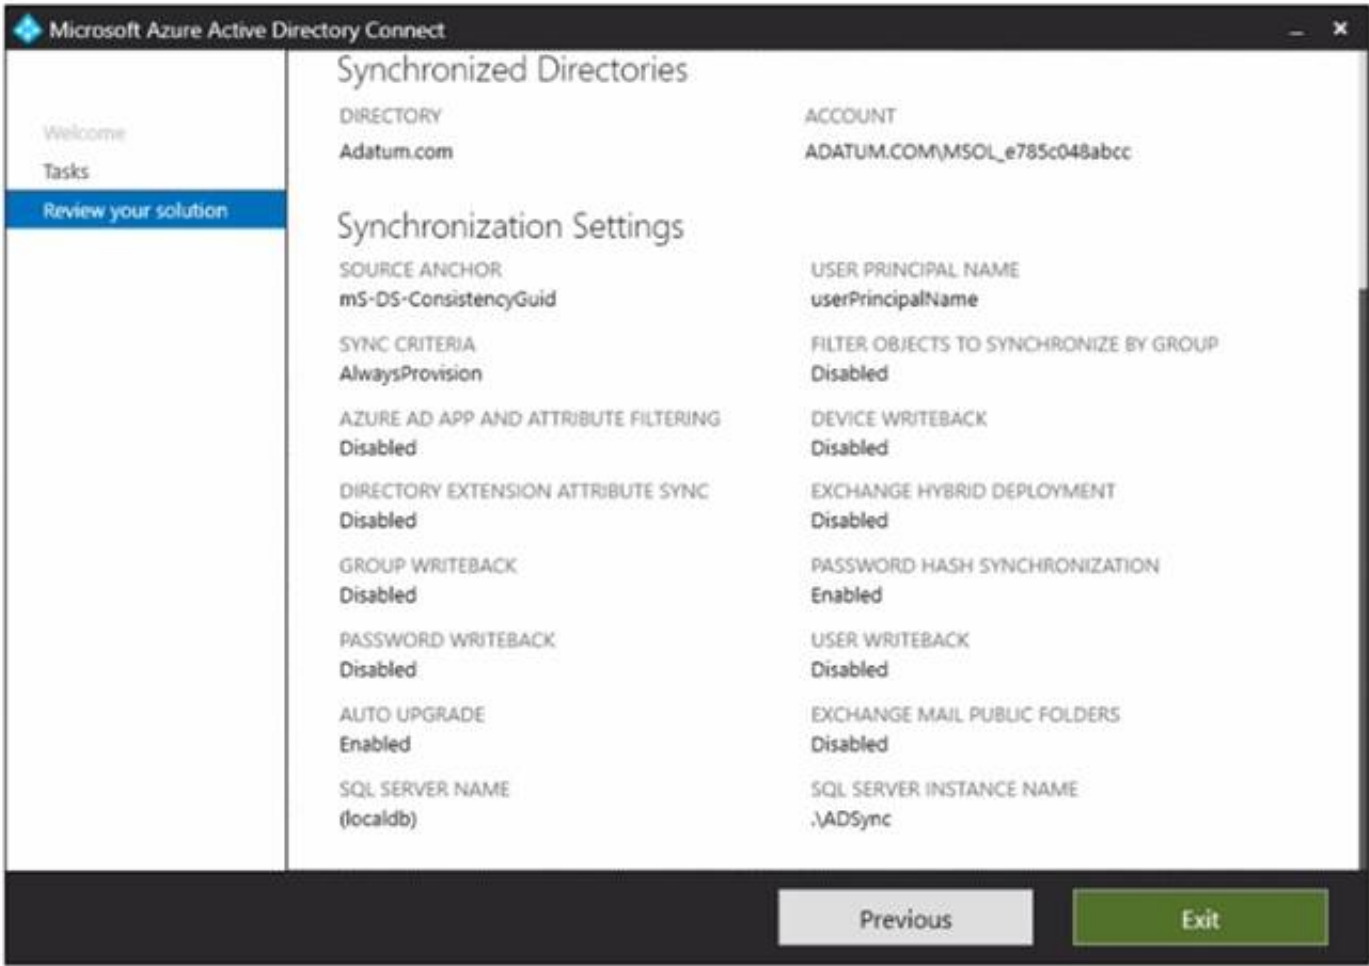 Microsoft Azure Active Directory Connect
Welcome
Tasks
Review your solution
Synchronized Directories
DIRECTORY
Adatum.com
ACCOUNT
ADATUM.COM\MSOL_e785c048abcc
Synchronization Settings
SOURCE ANCHOR
mS-DS-ConsistencyGuid
USER PRINCIPAL NAME
userPrincipalName
SYNC CRITERIA
AlwaysProvision
FILTER OBJECTS TO SYNCHRONIZE BY GROUP
Disabled
AZURE AD APP AND ATTRIBUTE FILTERING
Disabled
DEVICE WRITEBACK
Disabled
DIRECTORY EXTENSION ATTRIBUTE SYNC
Disabled
EXCHANGE HYBRID DEPLOYMENT
Disabled
GROUP WRITEBACK
Disabled
PASSWORD HASH SYNCHRONIZATION
Enabled
PASSWORD WRITEBACK
Disabled
USER WRITEBACK
Disabled
AUTO UPGRADE
Enabled
EXCHANGE MAIL PUBLIC FOLDERS
Disabled
SQL SERVER NAME
(localdb)
SQL SERVER INSTANCE NAME
.\ADSync
Previous
Exit